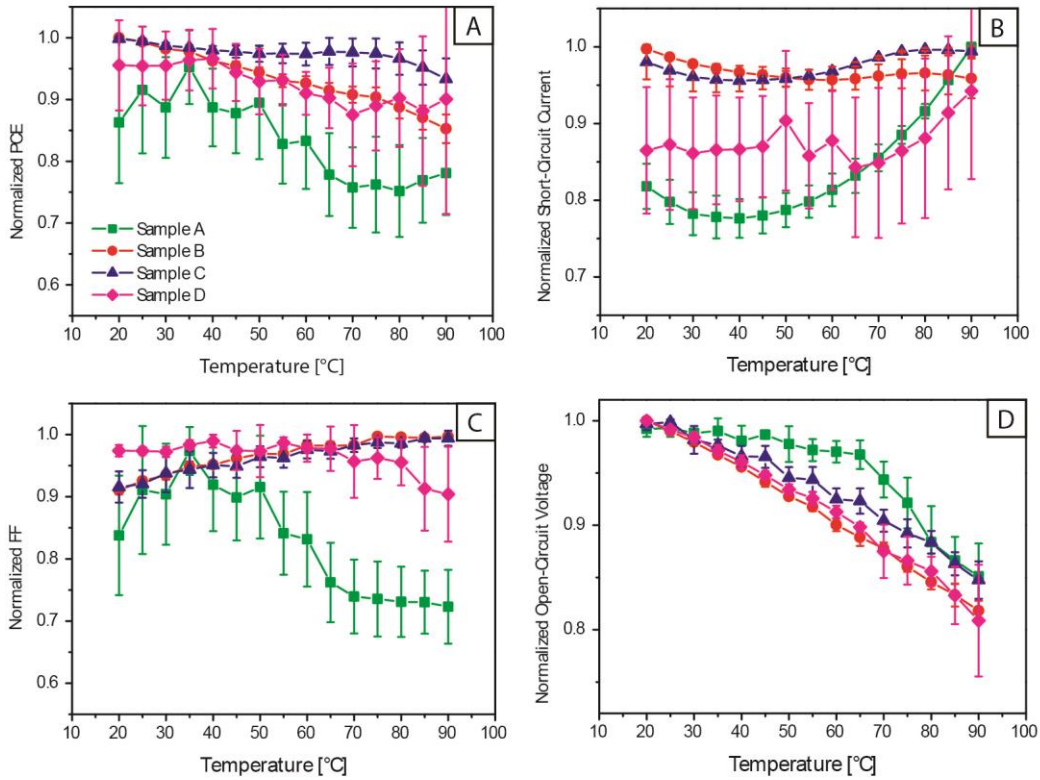 A
Normalized PCE
1.0
0.9
0.8
0.7
0.6
Sample A
Sample B
Sample C
Sample D
10 20 30 40 50 60 70 80 90 100
Temperature [°C]
B
Normalized Short-Circuit Current
1.0
0.9
0.8
0.7
10 20 30 40 50 60 70 80 90 100
Temperature [°C]
C
Normalized FF
1.0
0.9
0.8
0.7
0.6
10 20 30 40 50 60 70 80 90 100
Temperature [°C]
D
Normalized Open-Circuit Voltage
1.0
0.9
0.8
10 20 30 40 50 60 70 80 90 100
Temperature [°C]